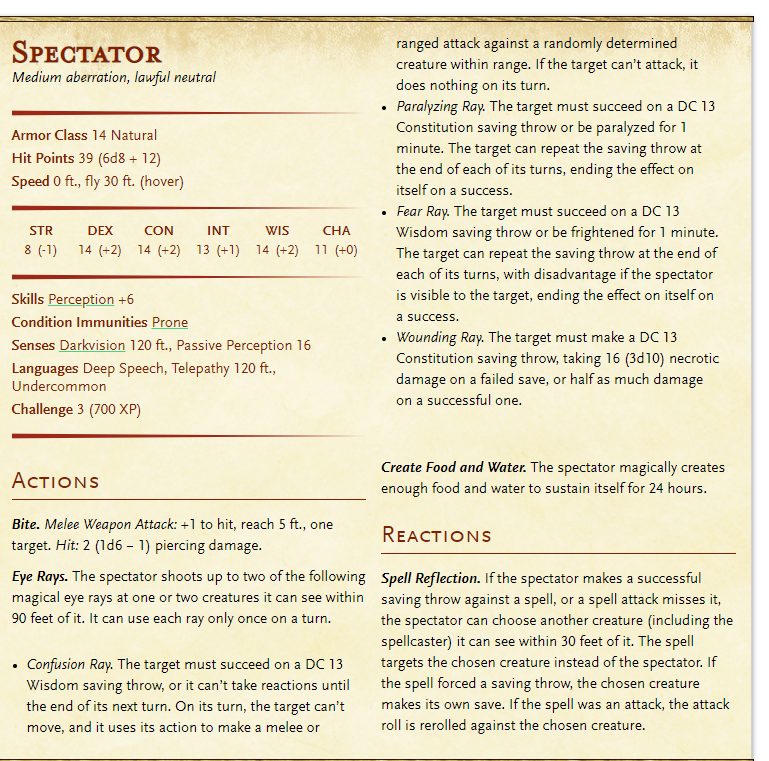 Spectator
Medium aberration, lawful neutral
Armor Class 14 Natural
Hit Points 39 (6d8 + 12)
Speed 0 ft., fly 30 ft. (hover)
STR DEX CON INT WIS CHA
8 (-1) 14 (+2) 14 (+2) 13 (+1) 14 (+2) 11 (+0)
Skills Perception +6
Condition Immunities Prone
Senses Darkvision 120 ft., Passive Perception 16
Languages Deep Speech, Telepathy 120 ft.,
Undercommon
Challenge 3 (700 XP)
Actions
Bite. Melee Weapon Attack: +1 to hit, reach 5 ft., one
target. Hit: 2 (1d6 – 1) piercing damage.
Eye Rays. The spectator shoots up to two of the following
magical eye rays at one or two creatures it can see within
90 feet of it. It can use each ray only once on a turn.
• Confusion Ray. The target must succeed on a DC 13
Wisdom saving throw, or it can't take reactions until
the end of its next turn. On its turn, the target can't
move, and it uses its action to make a melee or
ranged attack against a randomly determined
creature within range. If the target can't attack, it
does nothing on its turn.
• Paralyzing Ray. The target must succeed on a DC 13
Constitution saving throw or be paralyzed for 1
minute. The target can repeat the saving throw at
the end of each of its turns, ending the effect on
itself on a success.
• Fear Ray. The target must succeed on a DC 13
Wisdom saving throw or be frightened for 1 minute.
The target can repeat the saving throw at the end of
each of its turns, with disadvantage if the spectator
is visible to the target, ending the effect on itself on
a success.
• Wounding Ray. The target must make a DC 13
Constitution saving throw, taking 16 (3d10) necrotic
damage on a failed save, or half as much damage
on a successful one.
Create Food and Water. The spectator magically creates
enough food and water to sustain itself for 24 hours.
Reactions
Spell Reflection. If the spectator makes a successful
saving throw against a spell, or a spell attack misses it,
the spectator can choose another creature (including the
spellcaster) it can see within 30 feet of it. The spell
targets the chosen creature instead of the spectator. If
the spell forced a saving throw, the chosen creature
makes its own save. If the spell was an attack, the attack
roll is rerolled against the chosen creature.